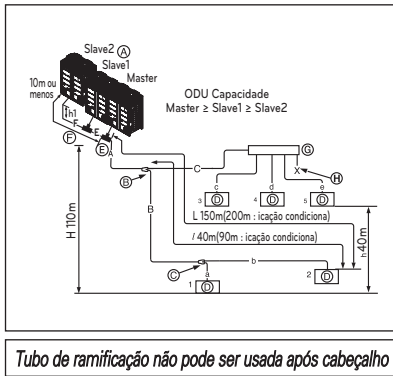 Slave2 Ⓐ
Slave1
Master
10m ou
menos
ODU Capacidade
Master ≥ Slave1 ≥ Slave2
h1
F
E
Ⓕ
Ⓔ
A
Ⓖ
C
Ⓑ
X
Ⓗ
c
d
e
3 Ⓓ
4 Ⓓ
5 Ⓓ
H 110m
L 150m(200m : icação condiciona)
B
l 40m(90m : icação condiciona)
h 40m
Ⓒ
b
a
1 Ⓓ
2 Ⓓ
Tubo de ramificação não pode ser usada após cabeçalho